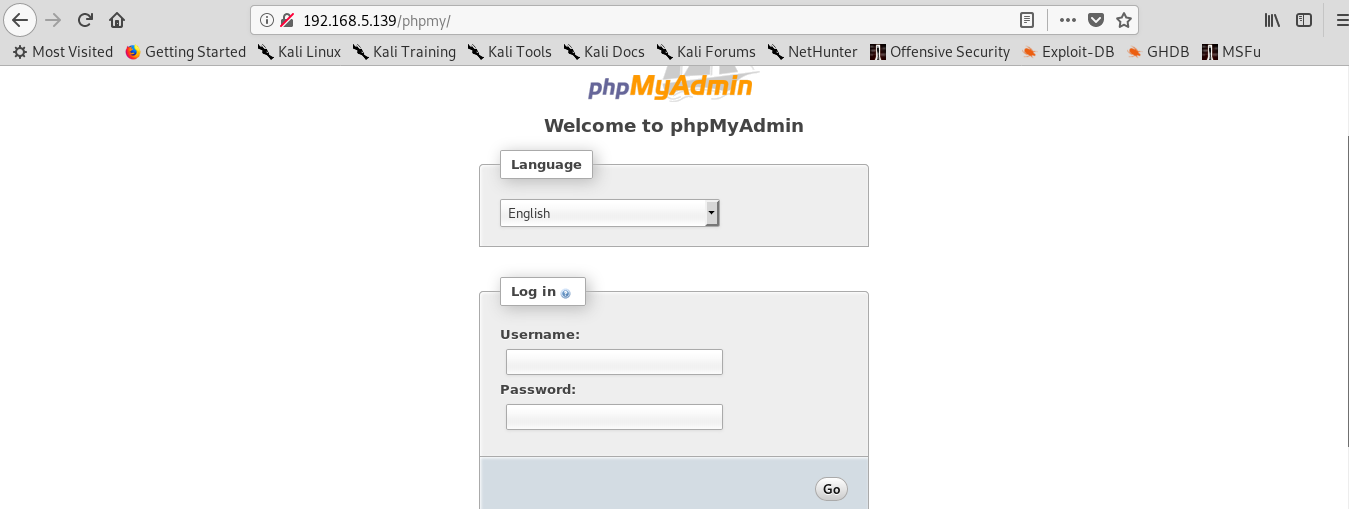 192.168.5.139/phpmy/
Most Visited Getting Started Kali Linux Kali Training Kali Tools Kali Docs Kali Forums NetHunter Offensive Security Exploit-DB GHDB MSFu
phpMyAdmin
Welcome to phpMyAdmin
Language
English
Log in
Username:
Password:
Go